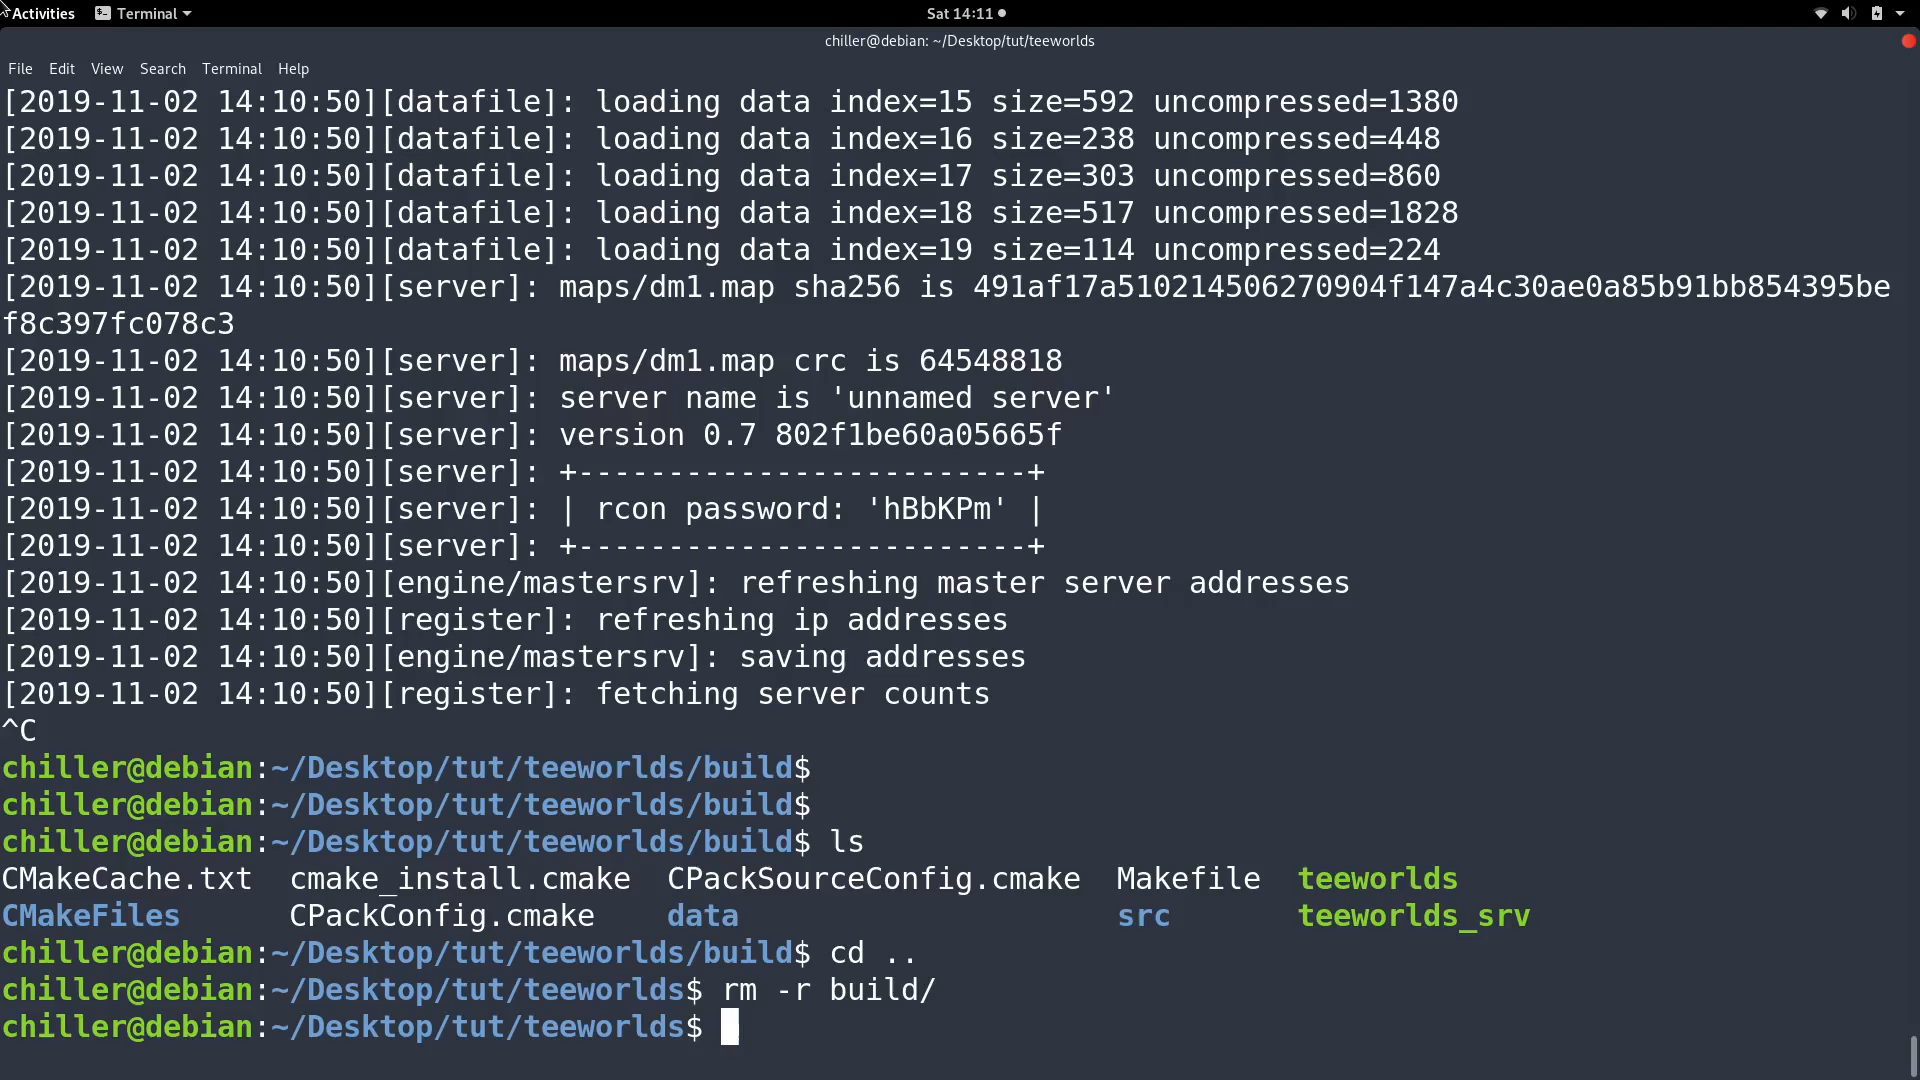 Activities Terminal Sat 14:11
chiller@debian: ~/Desktop/tut/teeworlds
File Edit View Search Terminal Help
[2019-11-02 14:10:50][datafile]: loading data index=15 size=592 uncompressed=1380
[2019-11-02 14:10:50][datafile]: loading data index=16 size=238 uncompressed=448
[2019-11-02 14:10:50][datafile]: loading data index=17 size=303 uncompressed=860
[2019-11-02 14:10:50][datafile]: loading data index=18 size=517 uncompressed=1828
[2019-11-02 14:10:50][datafile]: loading data index=19 size=114 uncompressed=224
[2019-11-02 14:10:50][server]: maps/dm1.map sha256 is 491af17a510214506270904f147a4c30ae0a85b91bb854395be
f8c397fc078c3
[2019-11-02 14:10:50][server]: maps/dm1.map crc is 64548818
[2019-11-02 14:10:50][server]: server name is 'unnamed server'
[2019-11-02 14:10:50][server]: version 0.7 802f1be60a05665f
[2019-11-02 14:10:50][server]: +-------------------------+
[2019-11-02 14:10:50][server]: | rcon password: 'hBbKPm' |
[2019-11-02 14:10:50][server]: +-------------------------+
[2019-11-02 14:10:50][engine/mastersrv]: refreshing master server addresses
[2019-11-02 14:10:50][register]: refreshing ip addresses
[2019-11-02 14:10:50][engine/mastersrv]: saving addresses
[2019-11-02 14:10:50][register]: fetching server counts
^C
chiller@debian:~/Desktop/tut/teeworlds/build$
chiller@debian:~/Desktop/tut/teeworlds/build$
chiller@debian:~/Desktop/tut/teeworlds/build$ ls
CMakeCache.txt cmake_install.cmake CPackSourceConfig.cmake Makefile teeworlds
CMakeFiles CPackConfig.cmake data src teeworlds_srv
chiller@debian:~/Desktop/tut/teeworlds/build$ cd ..
chiller@debian:~/Desktop/tut/teeworlds$ rm -r build/
chiller@debian:~/Desktop/tut/teeworlds$